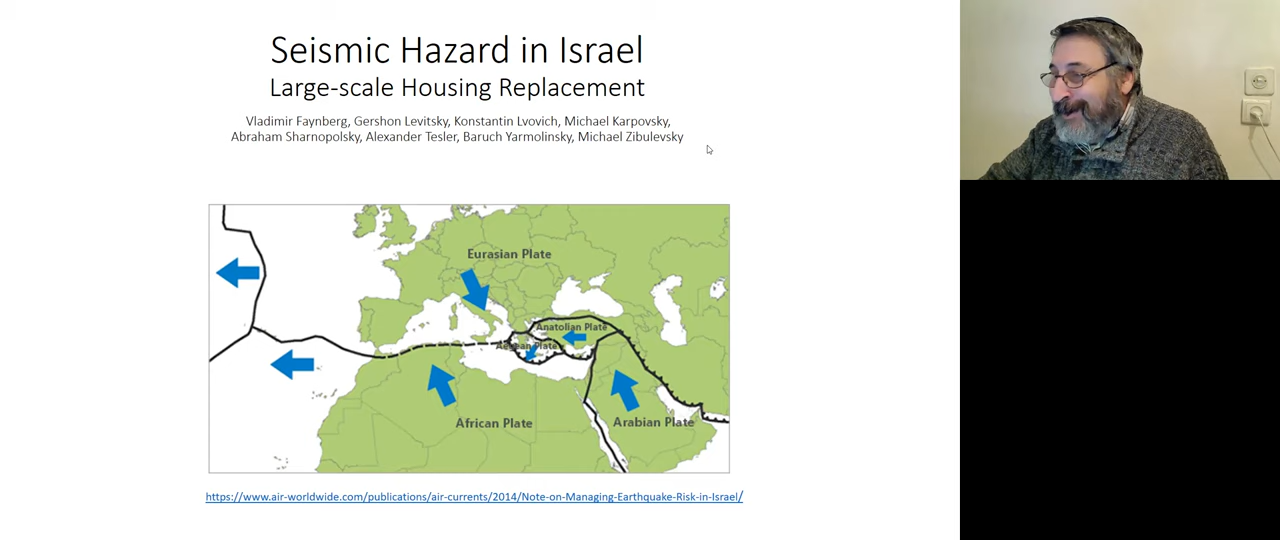 Seismic Hazard in Israel
Large-scale Housing Replacement
Vladimir Faynberg, Gershon Levitsky, Konstantin Lvovich, Michael Karpovsky,
Abraham Sharnopolsky, Alexander Tesler, Baruch Yarmolinsky, Michael Zibulevsky
Eurasian Plate
Anatolian Plate
Aegean Plate
African Plate
Arabian Plate
https://www.air-worldwide.com/publications/air-currents/2014/Note-on-Managing-Earthquake-Risk-in-Israel/